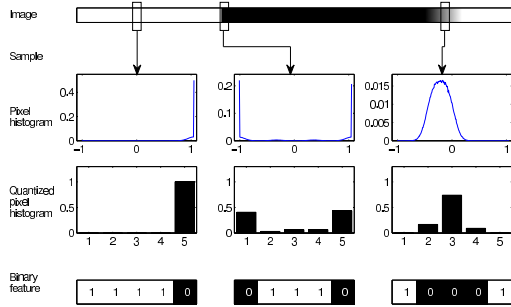 Image
Sample
Pixel histogram
0.4
0.2
0
-1 0 1
0.2
0.1
0
-1 0 1
0.015
0.01
0.005
0
-1 0 1
Quantized pixel histogram
1
0.5
0
1 2 3 4 5
1
0.5
0
1 2 3 4 5
1
0.5
0
1 2 3 4 5
Binary feature
1 1 1 1 0
0 1 1 1 0
1 0 0 0 1